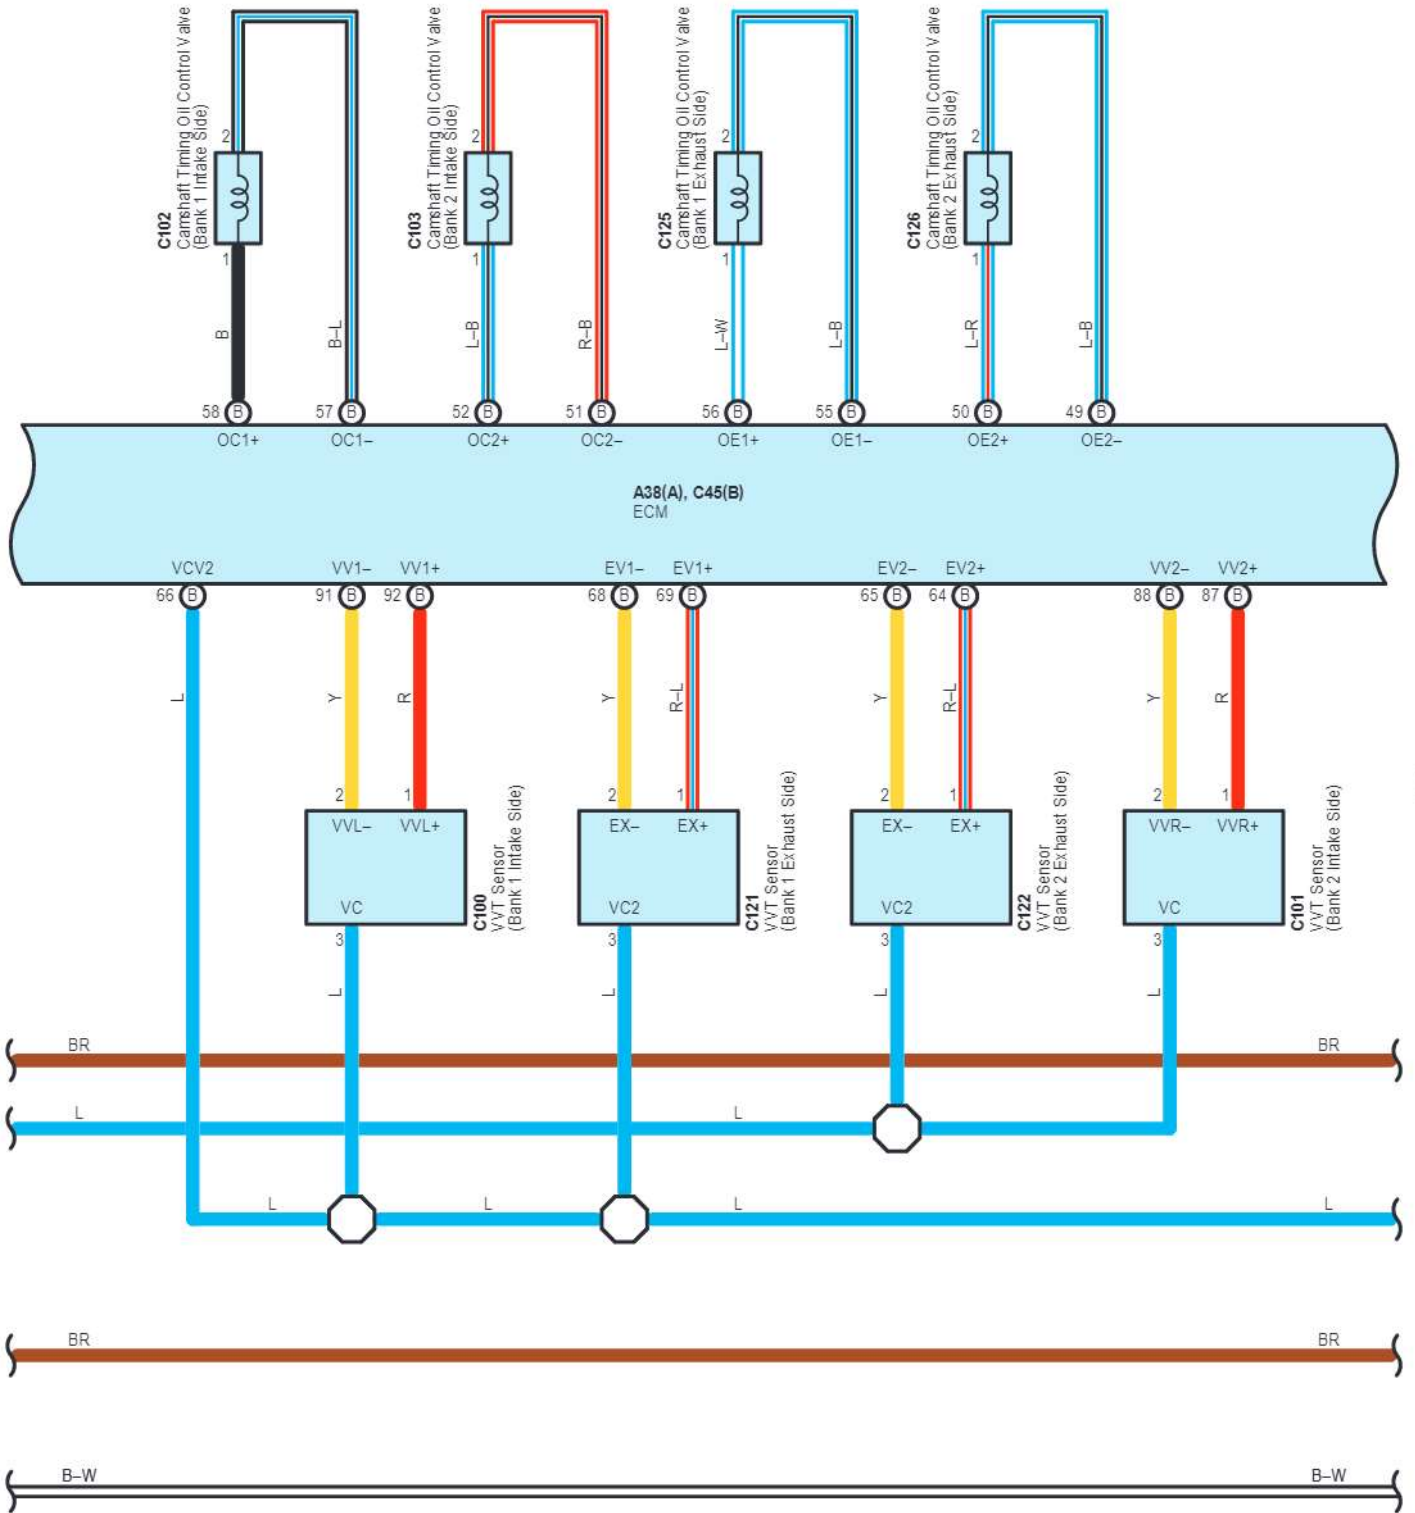 C102
Camshaft Timing Oil Control Valve
(Bank 1 Intake Side)
C103
Camshaft Timing Oil Control Valve
(Bank 2 Intake Side)
C125
Camshaft Timing Oil Control Valve
(Bank 1 Exhaust Side)
C126
Camshaft Timing Oil Control Valve
(Bank 2 Exhaust Side)
2 2 2 2
1 1 1 1
B B–L L–B R–B L–W L–B L–R L–B
58 B 57 B 52 B 51 B 56 B 55 B 50 B 49 B
OC1+ OC1– OC2+ OC2– OE1+ OE1– OE2+ OE2–
A38(A), C45(B)
ECM
VCV2 VV1– VV1+ EV1– EV1+ EV2– EV2+ VV2– VV2+
66 B 91 B 92 B 68 B 69 B 65 B 64 B 88 B 87 B
L Y R Y R–L Y R–L Y R
2 1 2 1 2 1 2 1
VVL– VVL+ EX– EX+ EX– EX+ VVR– VVR+
VC VC2 VC2 VC
C100
VVT Sensor
(Bank 1 Intake Side)
C121
VVT Sensor
(Bank 1 Exhaust Side)
C122
VVT Sensor
(Bank 2 Exhaust Side)
C101
VVT Sensor
(Bank 2 Intake Side)
3 3 3 3
L L L L
BR BR
L L
L L L L
BR BR
B–W B–W